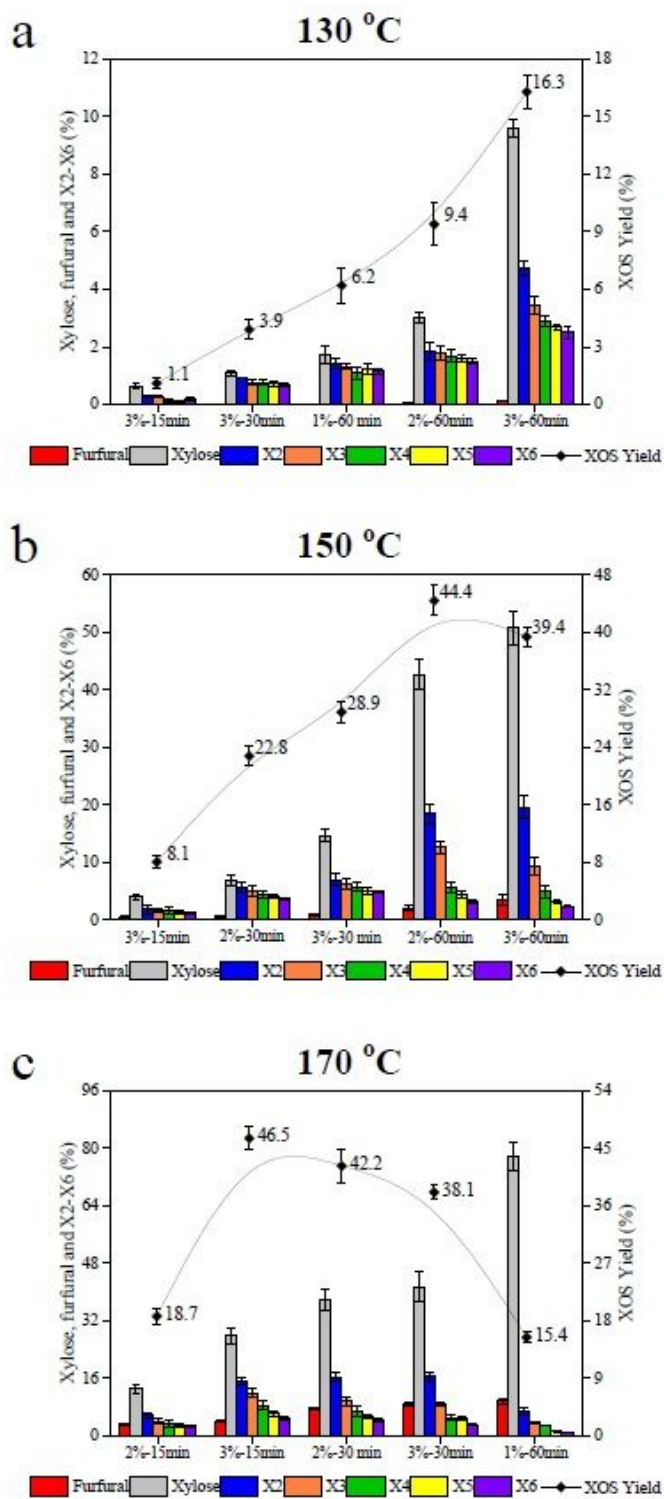 a
130 °C
Xylose, furfural and X2-X6 (%)
12
10
8
6
4
2
0
18
15
12
9
6
3
0
XOS Yield (%)
1.1
3.9
6.2
9.4
16.3
3%-15min
3%-30min
1%-60 min
2%-60min
3%-60min
Furfural Xylose X2 X3 X4 X5 X6 XOS Yield
b
150 °C
Xylose, furfural and X2-X6 (%)
60
50
40
30
20
10
0
48
40
32
24
16
8
0
XOS Yield (%)
8.1
22.8
28.9
44.4
39.4
3%-15min
2%-30min
3%-30 min
2%-60min
3%-60min
Furfural Xylose X2 X3 X4 X5 X6 XOS Yield
c
170 °C
Xylose, furfural and X2-X6 (%)
96
80
64
48
32
16
0
54
45
36
27
18
9
0
XOS Yield (%)
18.7
46.5
42.2
38.1
15.4
2%-15min
3%-15min
2%-30 min
3%-30min
1%-60min
Furfural Xylose X2 X3 X4 X5 X6 XOS Yield